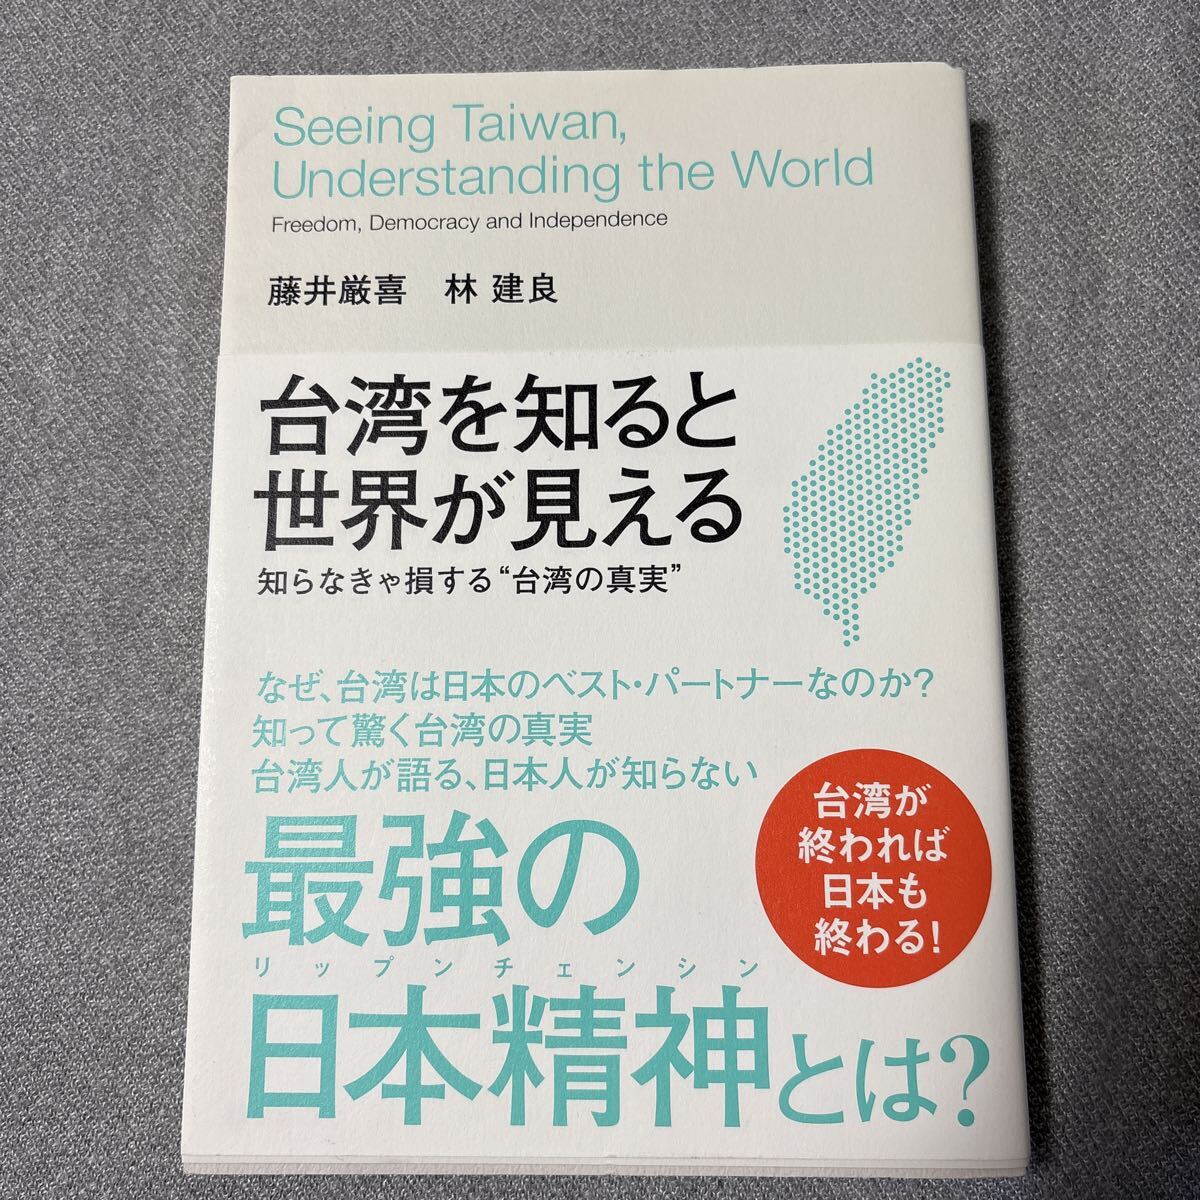 Seeing Taiwan,
Understanding the World
Freedom, Democracy and Independence
藤井厳喜　林 建良
台湾を知ると
世界が見える
知らなきゃ損する“台湾の真実”
なぜ、台湾は日本のベスト・パートナーなのか?
知って驚く台湾の真実
台湾人が語る、日本人が知らない
最強の
リップンチェンシン
日本精神とは?
台湾が
終われば
日本も
終わる!